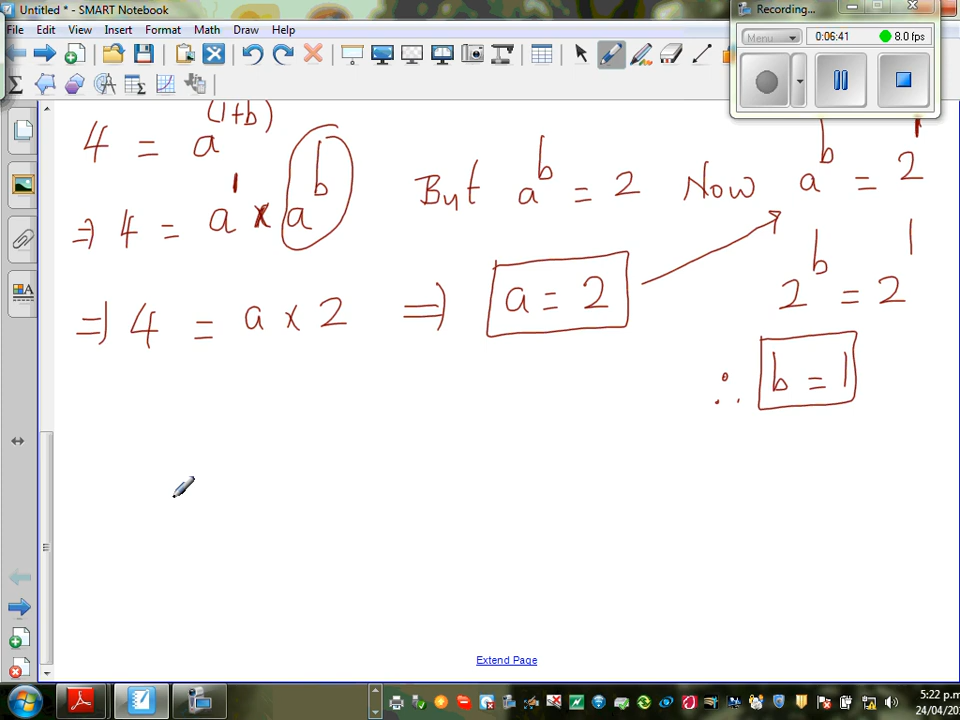 Untitled * - SMART Notebook
File Edit View Insert Format Math Draw Help
Recording...
Menu
0:06:41
8.0 fps
4 = a^(1+b)
⇒ 4 = a^1 × a^b But a^b = 2 Now a^b = 2^1
⇒ 4 = a × 2 ⇒ a = 2
2^b = 2^1
∴ b = 1
Extend Page
5:22 p.m
24/04/20